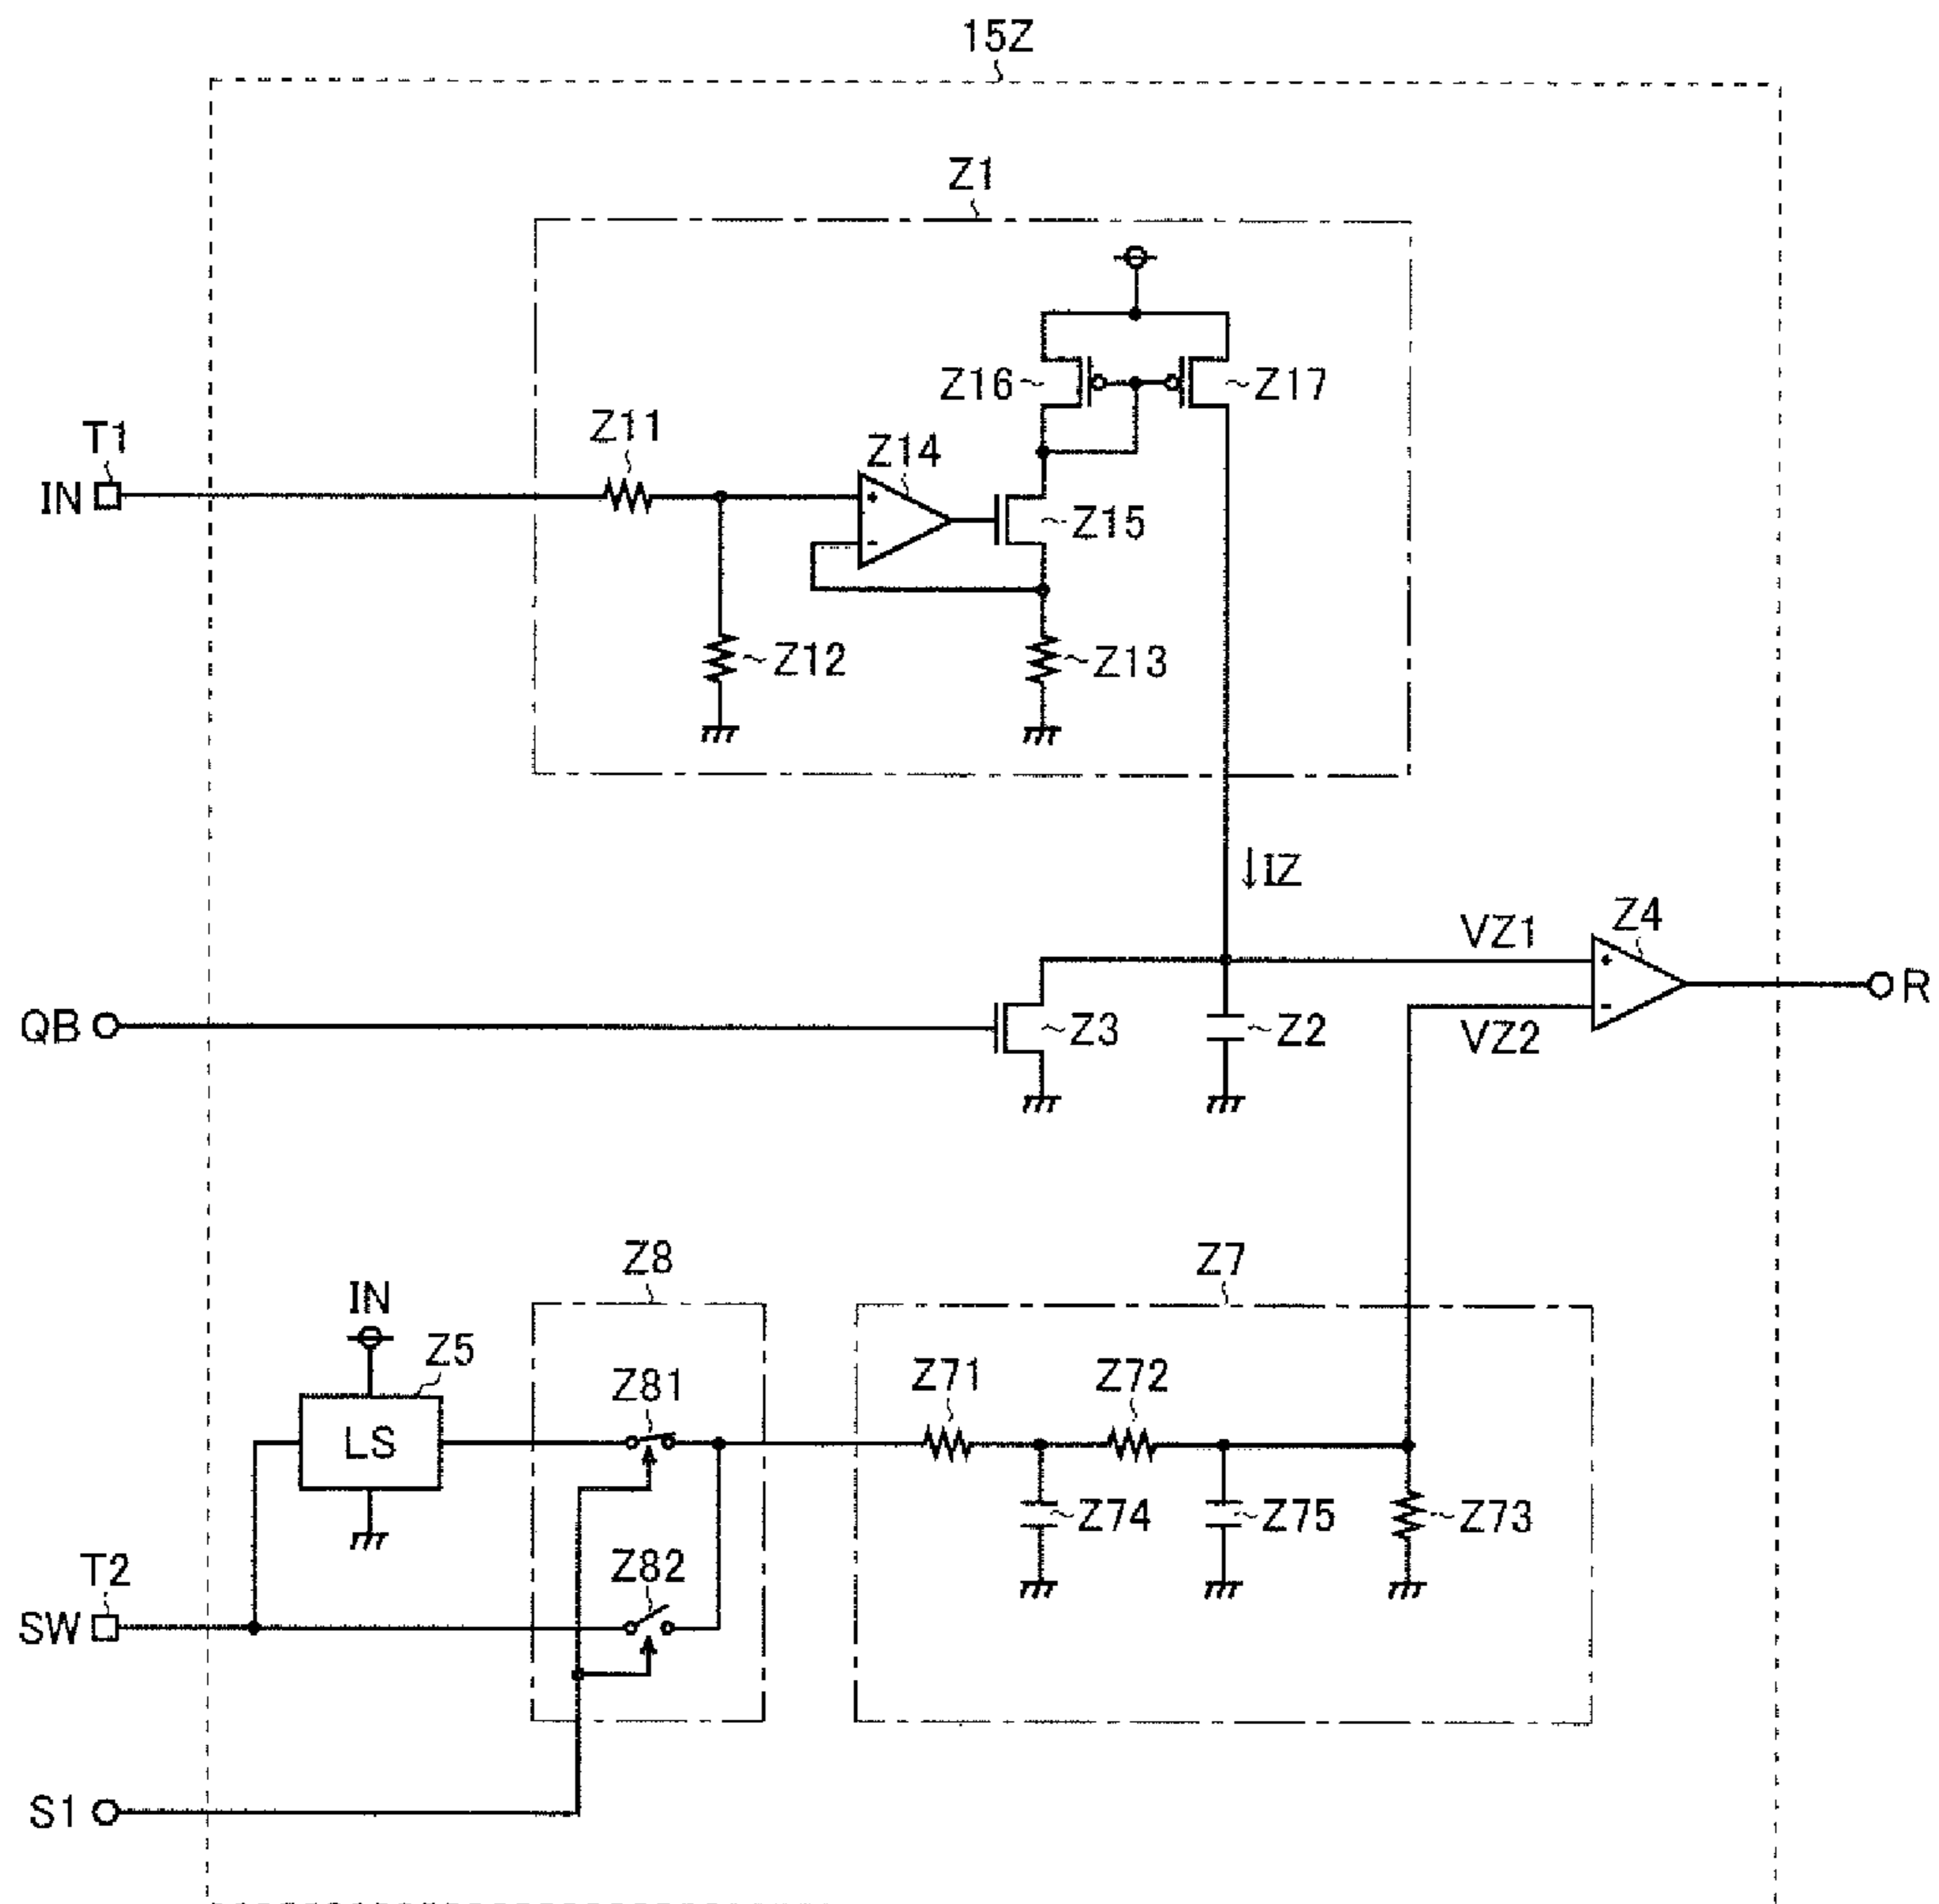 15Z
Z1
Z16
Z17
T1
IN
Z11
Z14
+
-
Z15
Z12
Z13
↓IZ
VZ1
Z4
+
-
R
QB
Z3
Z2
VZ2
Z8
Z7
IN
Z5
LS
Z81
Z71
Z72
Z74
Z75
Z73
T2
SW
Z82
S1